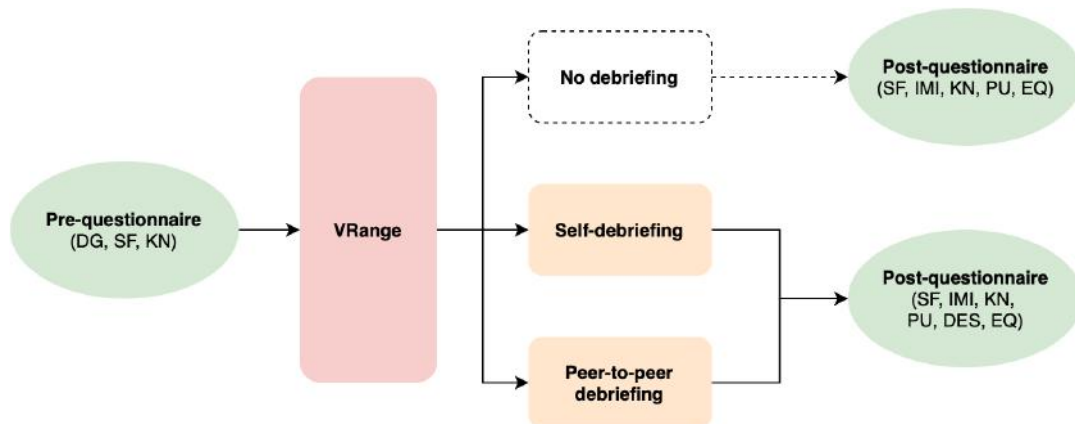 Pre-questionnaire
(DG, SF, KN)
VRange
No debriefing
Self-debriefing
Peer-to-peer
debriefing
Post-questionnaire
(SF, IMI, KN, PU, EQ)
Post-questionnaire
(SF, IMI, KN,
PU, DES, EQ)